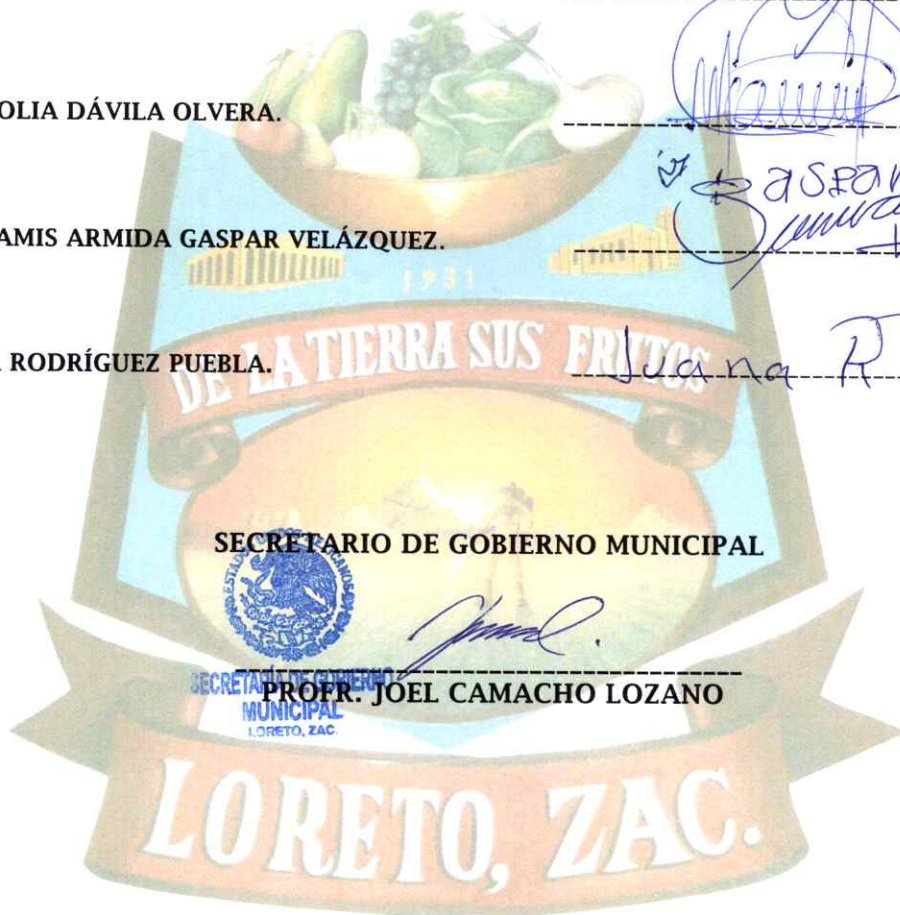 OLIA DÁVILA OLVERA.
AMIS ARMIDA GASPAR VELÁZQUEZ.
Gaspar
1931
RODRÍGUEZ PUEBLA.
Juana R
DE LA TIERRA SUS FRUTOS
SECRETARIO DE GOBIERNO MUNICIPAL
SECRETARÍA DE GOBIERNO
MUNICIPAL
LORETO, ZAC.
PROFR. JOEL CAMACHO LOZANO
LORETO, ZAC.